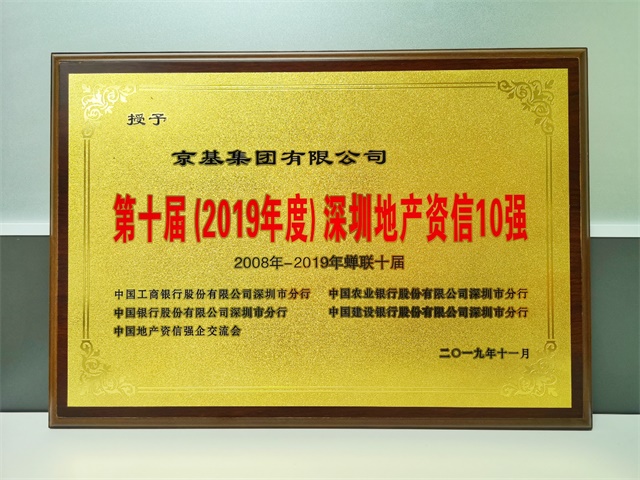 授予
京基集团有限公司
第十届(2019年度)深圳地产资信10强
2008年-2019年蝉联十届
中国工商银行股份有限公司深圳市分行 中国农业银行股份有限公司深圳市分行
中国银行股份有限公司深圳市分行 中国建设银行股份有限公司深圳市分行
中国地产资信强企交流会
二〇一九年十一月